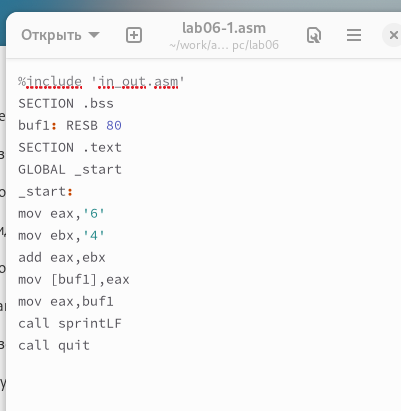 Открыть
lab06-1.asm
~/work/a... pc/lab06
%include 'in_out.asm'
SECTION .bss
buf1: RESB 80
SECTION .text
GLOBAL _start
_start:
mov eax,'6'
mov ebx,'4'
add eax,ebx
mov [buf1],eax
mov eax,buf1
call sprintLF
call quit